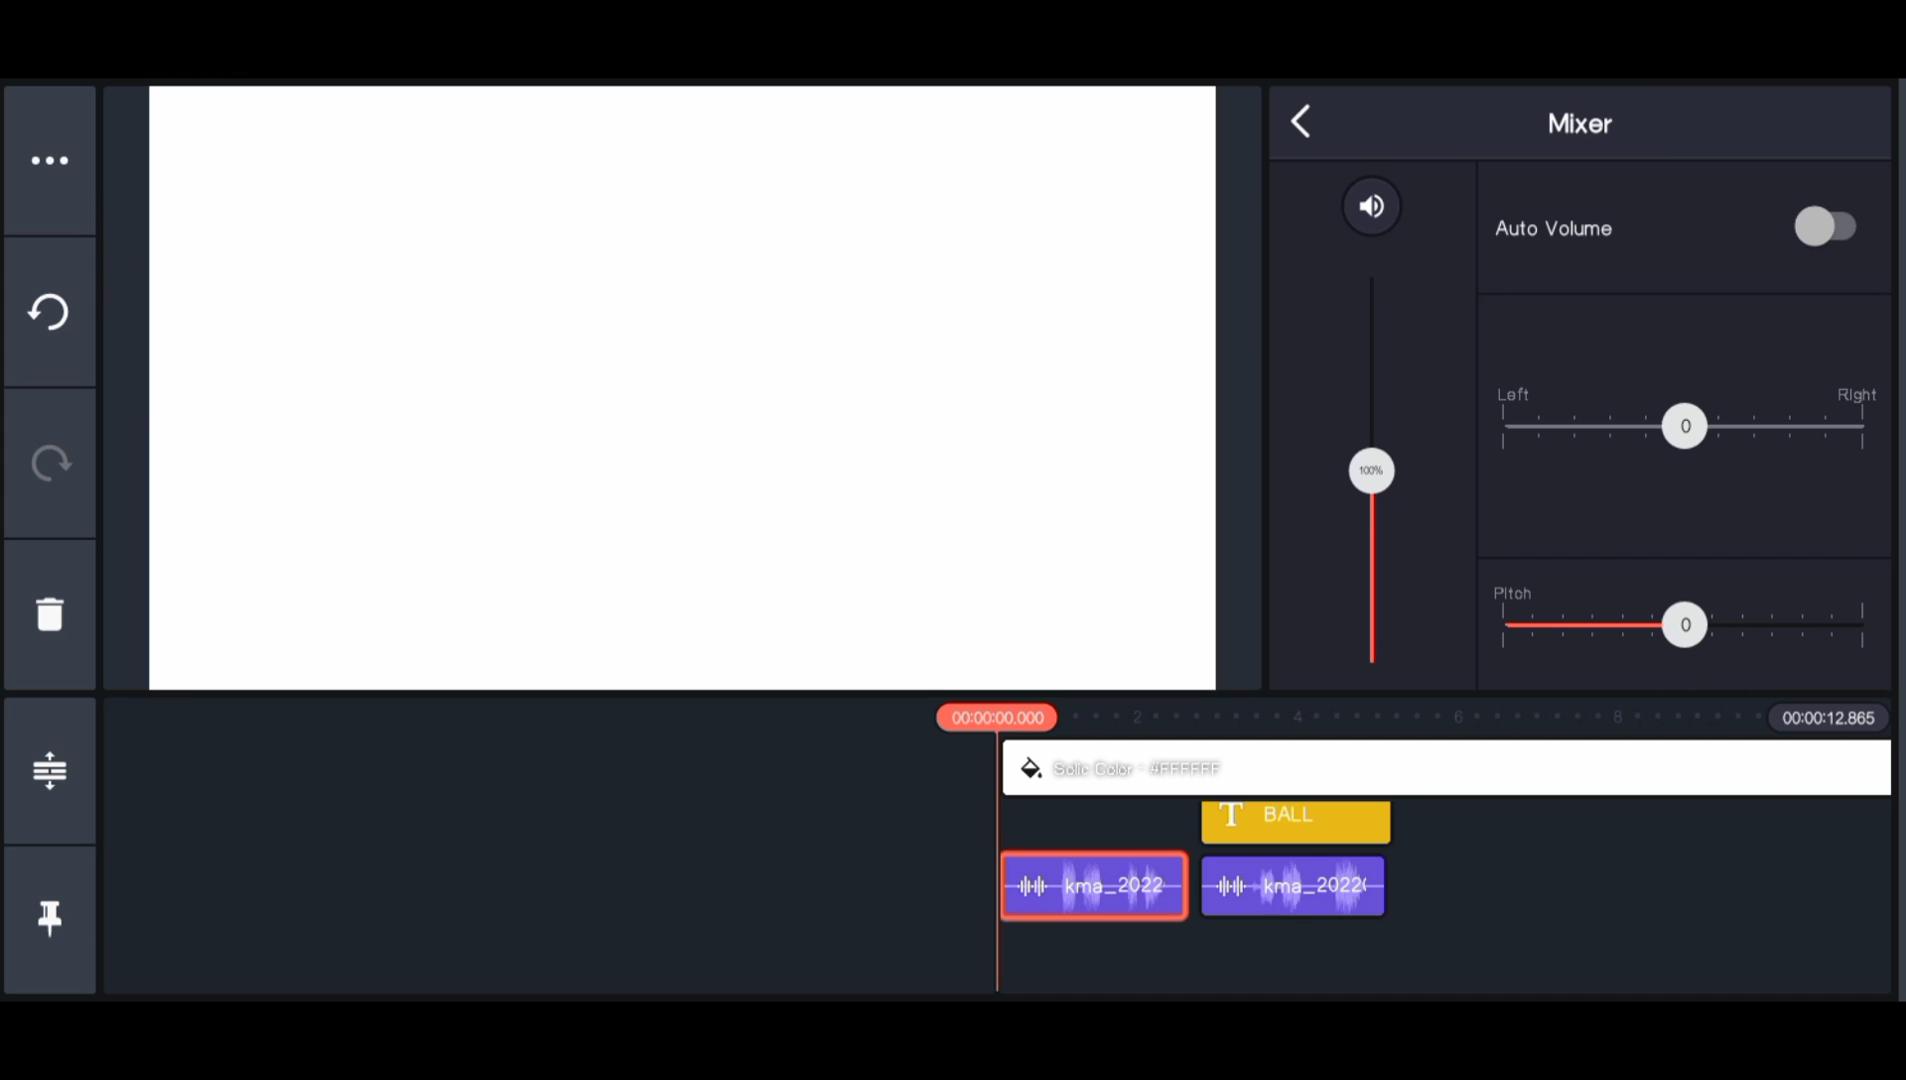 Mixer
Auto Volume
Left Right
0
100%
Pitch
0
00:00:00.000 2 4 6 8 00:00:12.865
Solid Color - #FFFFFF
BALL
kma_2022 kma_2022(